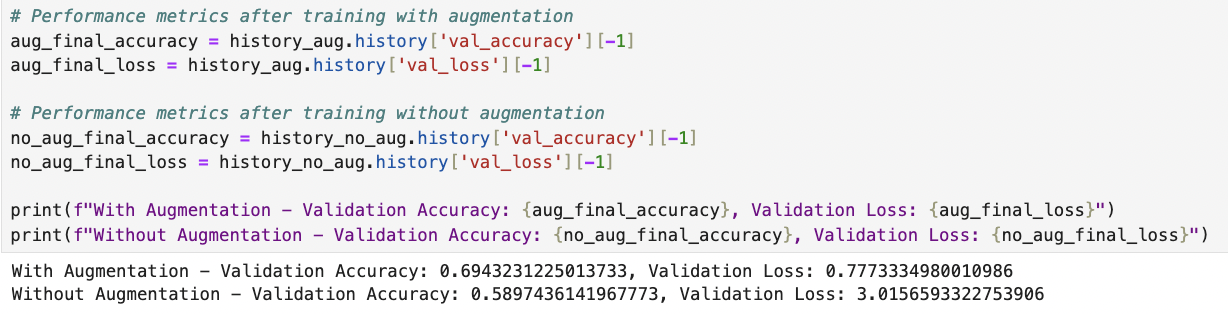 # Performance metrics after training with augmentation
aug_final_accuracy = history_aug.history['val_accuracy'][-1]
aug_final_loss = history_aug.history['val_loss'][-1]
# Performance metrics after training without augmentation
no_aug_final_accuracy = history_no_aug.history['val_accuracy'][-1]
no_aug_final_loss = history_no_aug.history['val_loss'][-1]
print(f"With Augmentation – Validation Accuracy: {aug_final_accuracy}, Validation Loss: {aug_final_loss}")
print(f"Without Augmentation – Validation Accuracy: {no_aug_final_accuracy}, Validation Loss: {no_aug_final_loss}")
With Augmentation – Validation Accuracy: 0.6943231225013733, Validation Loss: 0.7773334980010986
Without Augmentation – Validation Accuracy: 0.5897436141967773, Validation Loss: 3.0156593322753906